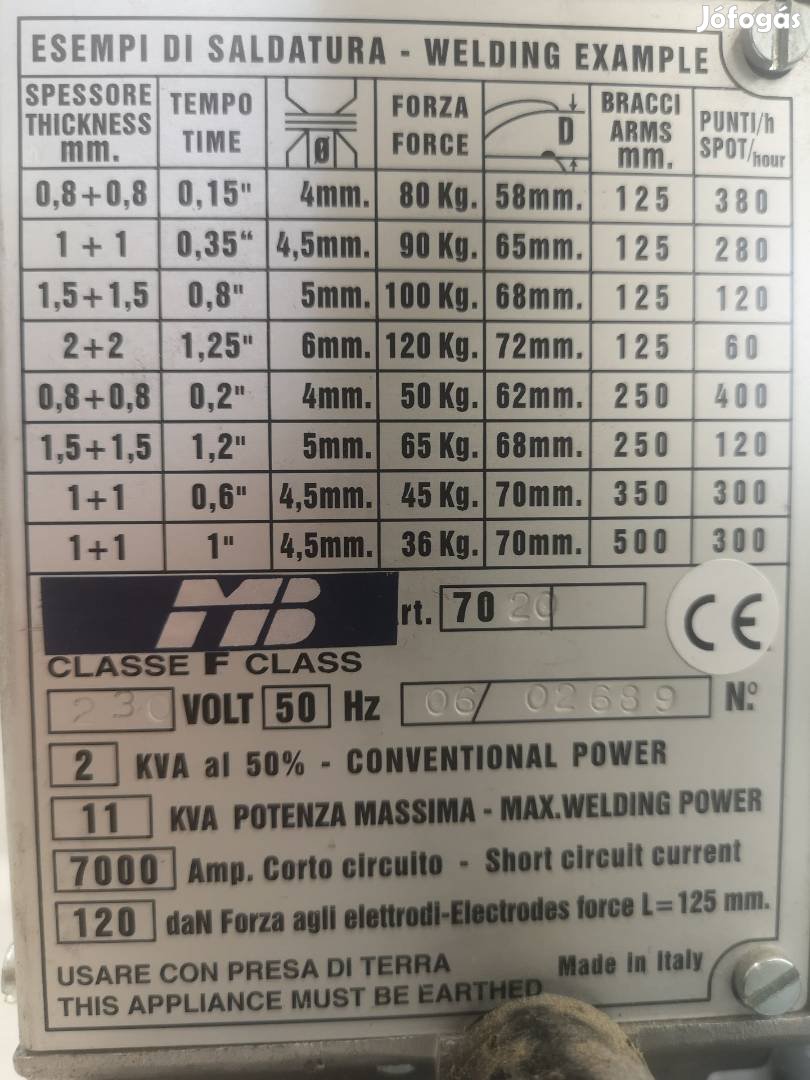 Jófogás
ESEMPI DI SALDATURA - WELDING EXAMPLE
SPESSORE THICKNESS mm. TEMPO TIME Ø FORZA FORCE D BRACCI ARMS mm. PUNTI/h SPOT/hour
0,8+0,8 0,15" 4mm. 80 Kg. 58mm. 125 380
1+1 0,35“ 4,5mm. 90 Kg. 65mm. 125 280
1,5+1,5 0,8" 5mm. 100 Kg. 68mm. 125 120
2+2 1,25" 6mm. 120 Kg. 72mm. 125 60
0,8+0,8 0,2" 4mm. 50 Kg. 62mm. 250 400
1,5+1,5 1,2" 5mm. 65 Kg. 68mm. 250 120
1+1 0,6" 4,5mm. 45 Kg. 70mm. 350 300
1+1 1" 4,5mm. 36 Kg. 70mm. 500 300
rt. 70 20 CE
CLASSE F CLASS
230 VOLT 50 Hz 06/ 02689 N.º
2 KVA al 50% - CONVENTIONAL POWER
11 KVA POTENZA MASSIMA - MAX.WELDING POWER
7000 Amp. Corto circuito - Short circuit current
120 daN Forza agli elettrodi-Electrodes force L=125 mm.
USARE CON PRESA DI TERRA Made in Italy
THIS APPLIANCE MUST BE EARTHED